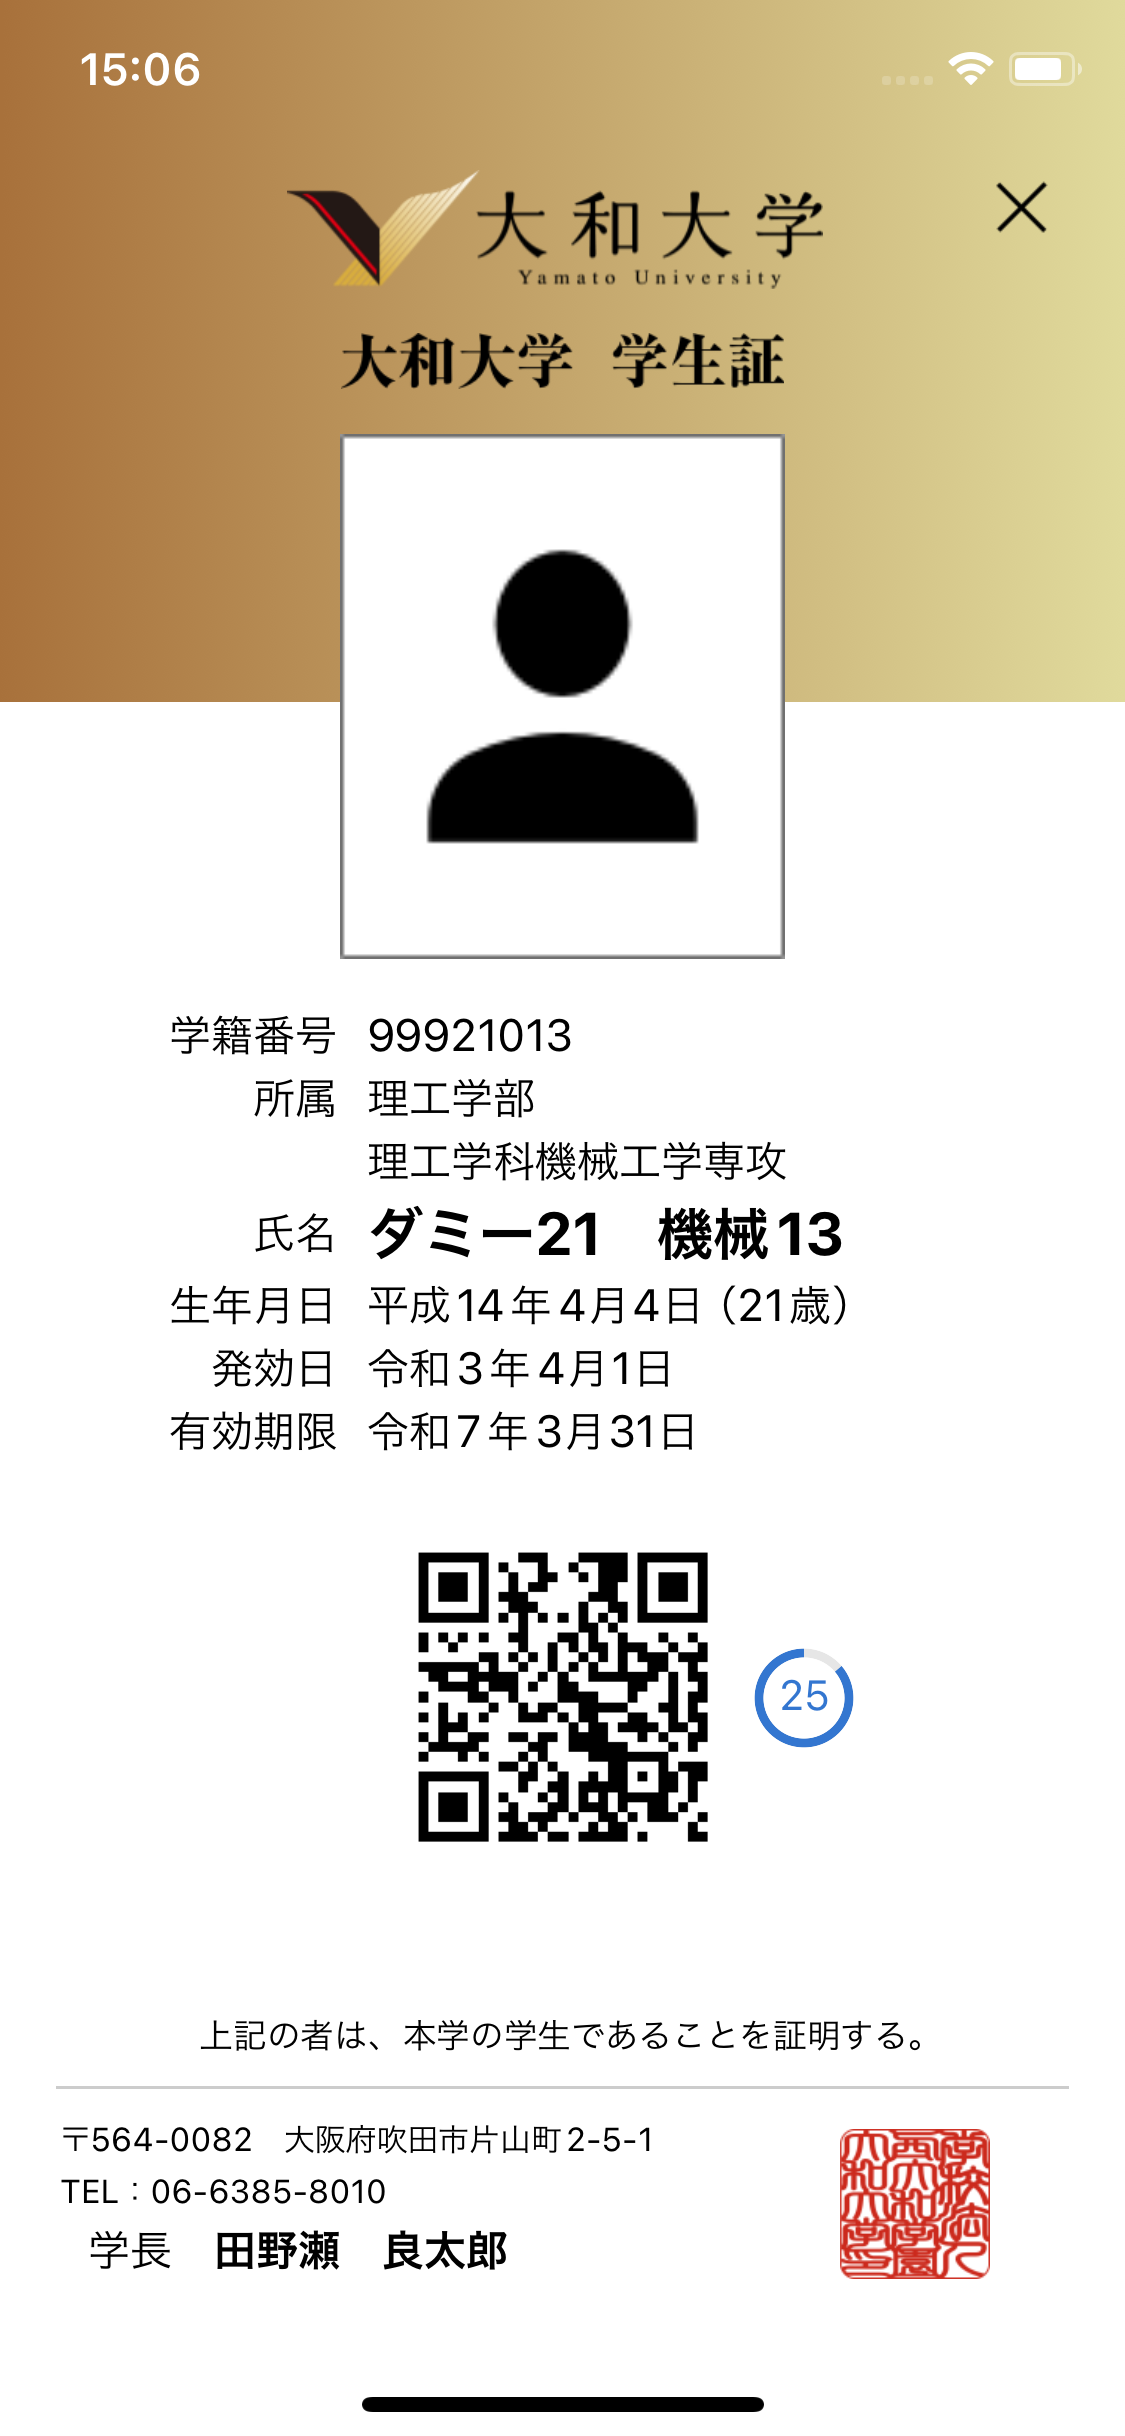 15:06
大和大学
Yamato University
大和大学 学生証
学籍番号 99921013
所属 理工学部
理工学科機械工学専攻
氏名 ダミー21　機械13
生年月日 平成14年4月4日（21歳）
発効日 令和3年4月1日
有効期限 令和7年3月31日
25
上記の者は、本学の学生であることを証明する。
〒564-0082　大阪府吹田市片山町2-5-1
TEL：06-6385-8010
学長　田野瀬　良太郎